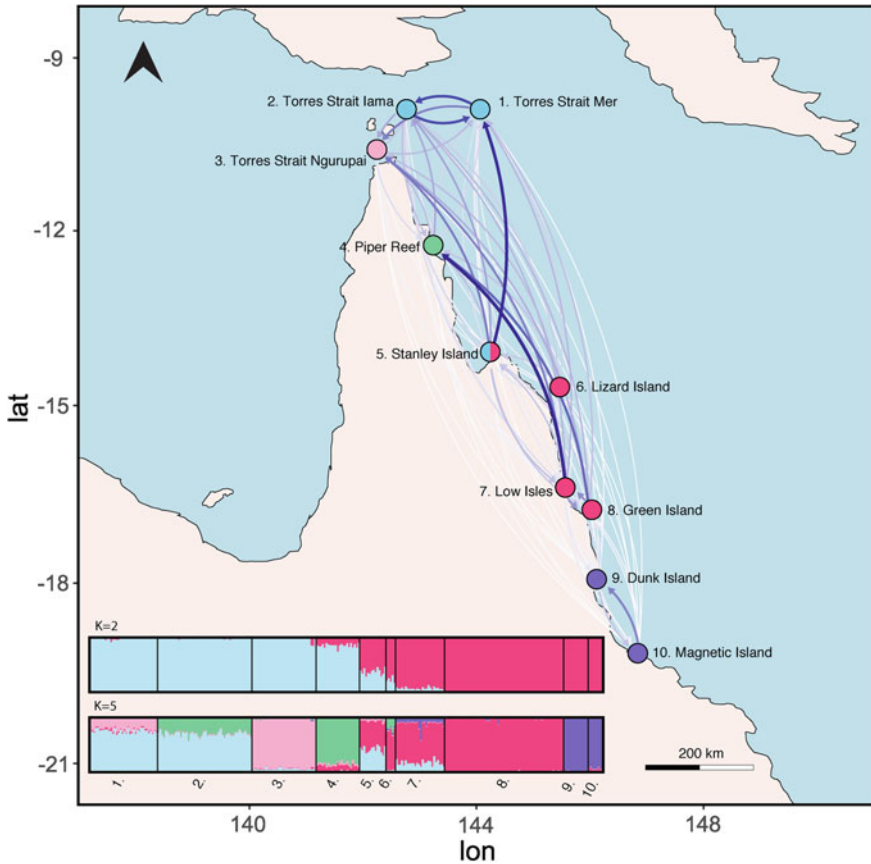 -9
-12
-15
-18
-21
lat
2. Torres Strait Iama
1. Torres Strait Mer
3. Torres Strait Ngurupai
4. Piper Reef
5. Stanley Island
6. Lizard Island
7. Low Isles
8. Green Island
9. Dunk Island
10. Magnetic Island
K=2
K=5
1. 2. 3. 4. 5. 6. 7. 8. 9. 10.
200 km
140 144 148
lon